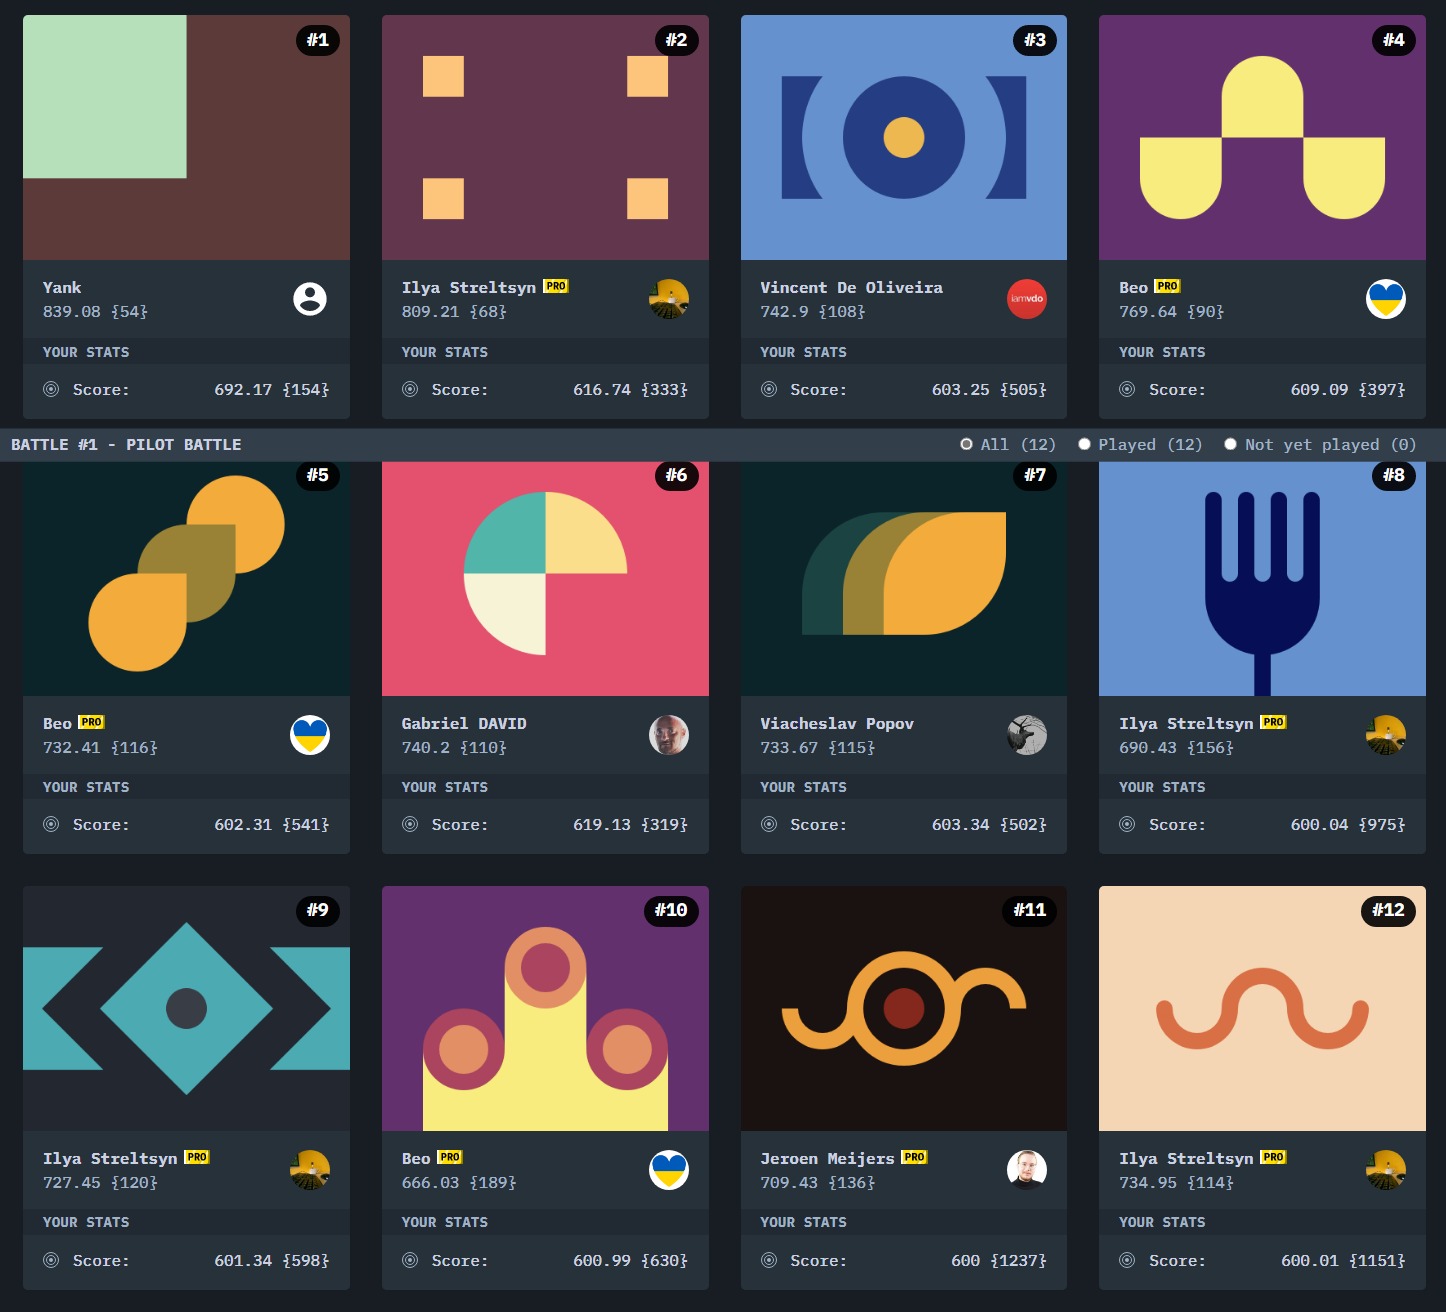 #1
#2
#3
#4
Yank
839.08 {54}
Ilya Streltsyn PRO
809.21 {68}
Vincent De Oliveira
742.9 {108}
iamvdo
Beo PRO
769.64 {90}
YOUR STATS
YOUR STATS
YOUR STATS
YOUR STATS
Score: 692.17 {154}
Score: 616.74 {333}
Score: 603.25 {505}
Score: 609.09 {397}
BATTLE #1 - PILOT BATTLE
All (12) Played (12) Not yet played (0)
#5
#6
#7
#8
Beo PRO
732.41 {116}
Gabriel DAVID
740.2 {110}
Viacheslav Popov
733.67 {115}
Ilya Streltsyn PRO
690.43 {156}
YOUR STATS
YOUR STATS
YOUR STATS
YOUR STATS
Score: 602.31 {541}
Score: 619.13 {319}
Score: 603.34 {502}
Score: 600.04 {975}
#9
#10
#11
#12
Ilya Streltsyn PRO
727.45 {120}
Beo PRO
666.03 {189}
Jeroen Meijers PRO
709.43 {136}
Ilya Streltsyn PRO
734.95 {114}
YOUR STATS
YOUR STATS
YOUR STATS
YOUR STATS
Score: 601.34 {598}
Score: 600.99 {630}
Score: 600 {1237}
Score: 600.01 {1151}